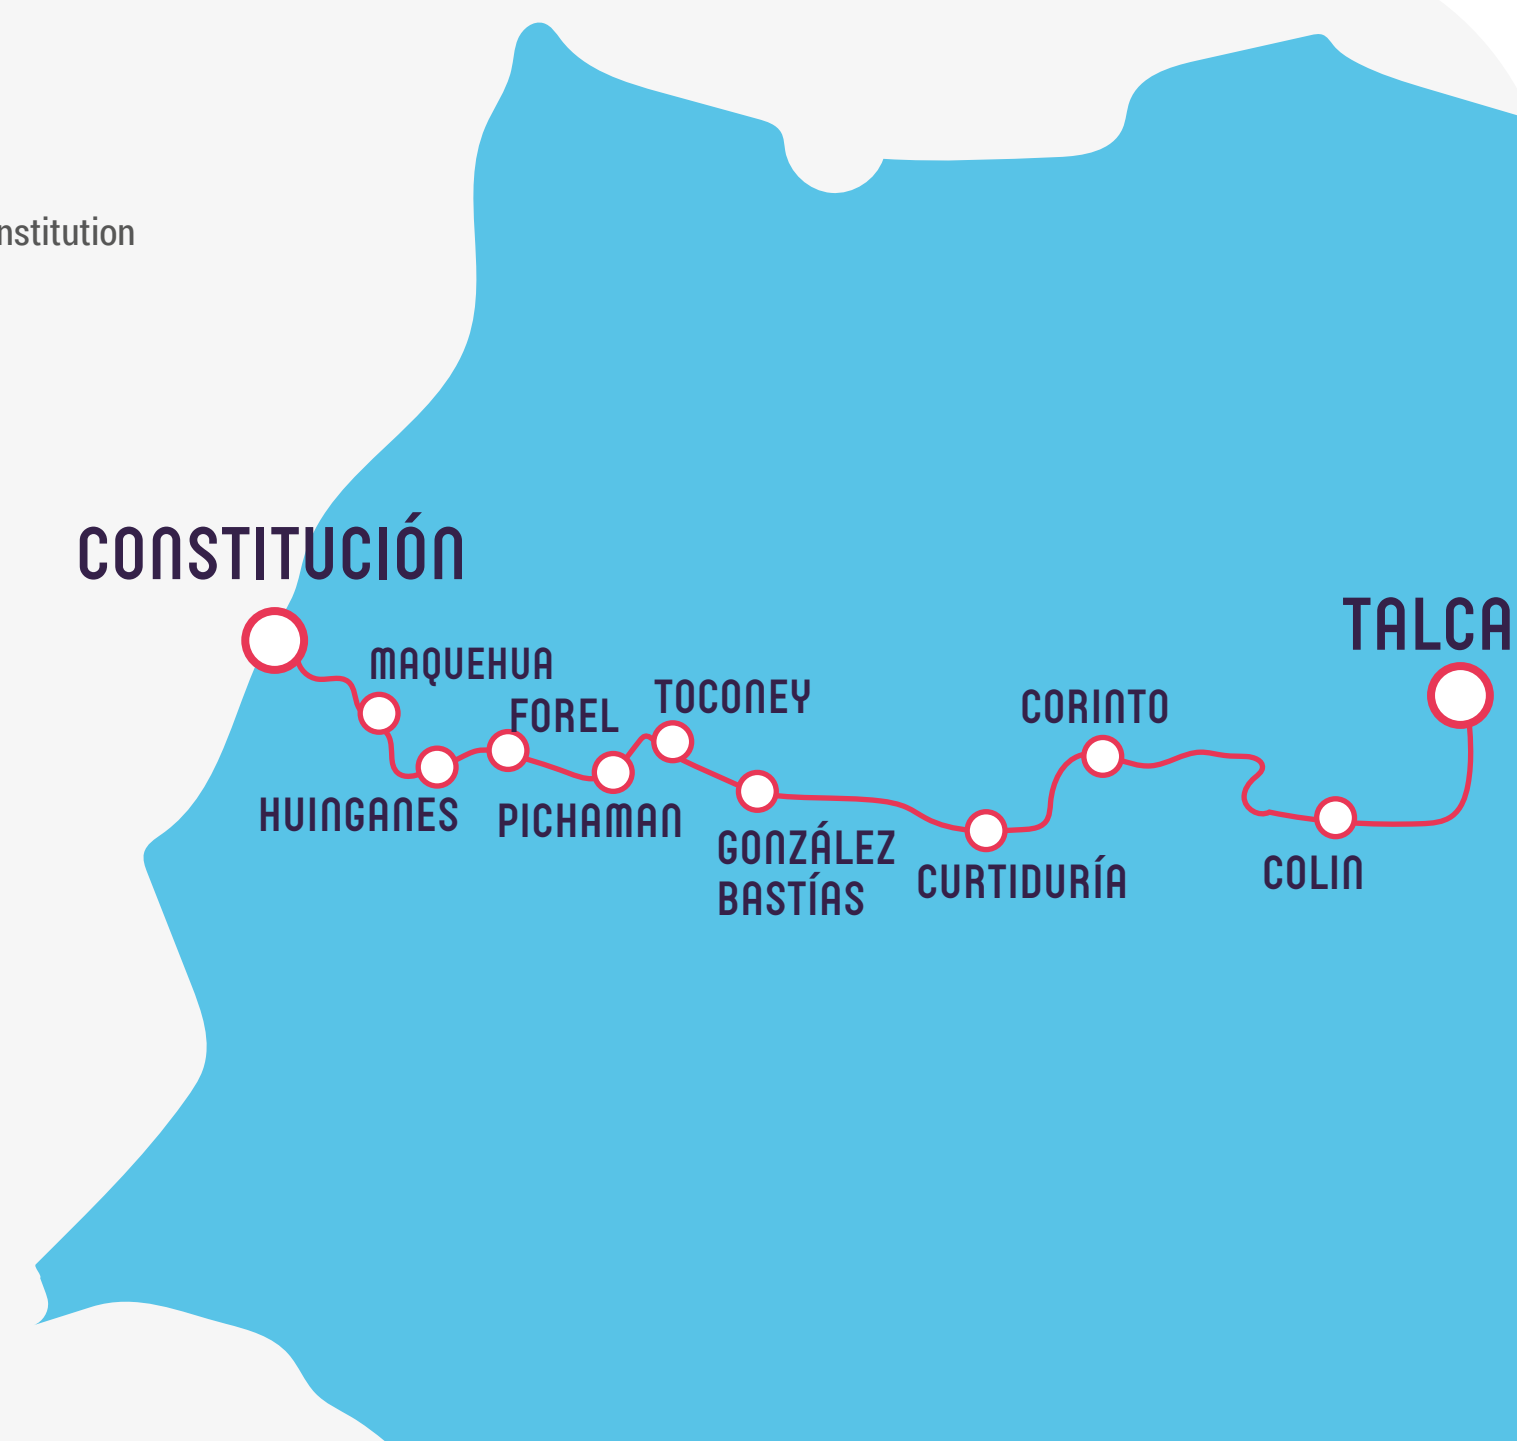 nstitution
CONSTITUCIÓN
TALCA
MAQUEHUA
FOREL
TOCONEY
CORINTO
HUINGANES
PICHAMAN
GONZÁLEZ
BASTÍAS
CURTIDURÍA
COLIN